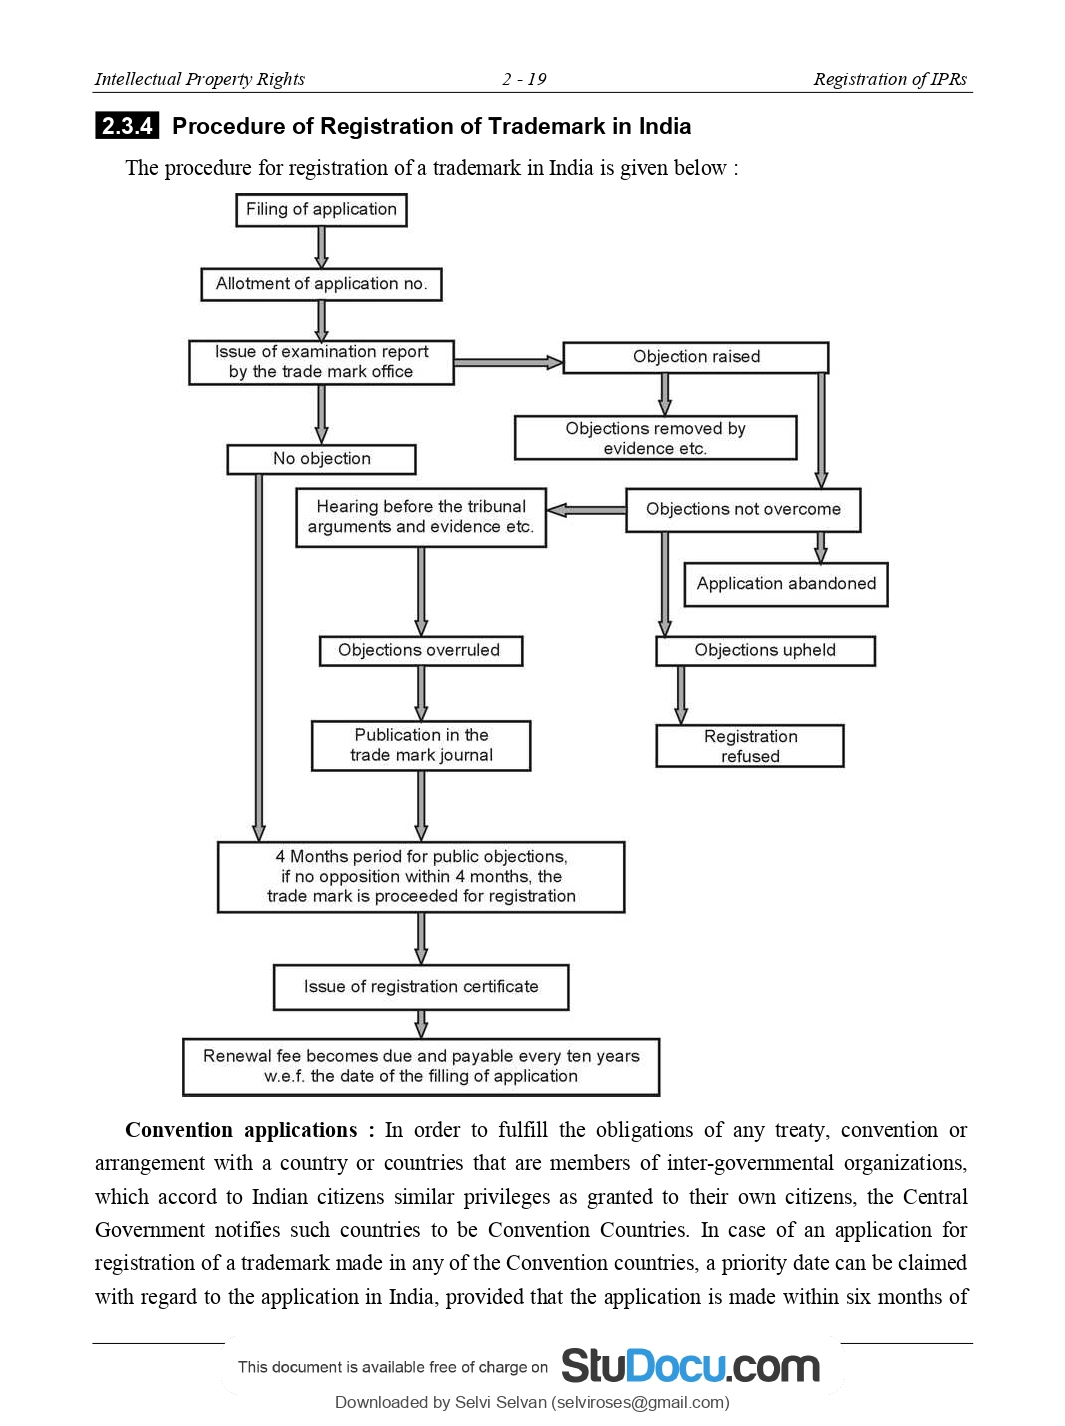 Intellectual Property Rights 2 - 19 Registration of IPRs
2.3.4 Procedure of Registration of Trademark in India
The procedure for registration of a trademark in India is given below :
Filing of application
Allotment of application no.
Issue of examination report
by the trade mark office
Objection raised
Objections removed by
evidence etc.
No objection
Hearing before the tribunal
arguments and evidence etc.
Objections not overcome
Application abandoned
Objections overruled
Objections upheld
Publication in the
trade mark journal
Registration
refused
4 Months period for public objections,
if no opposition within 4 months, the
trade mark is proceeded for registration
Issue of registration certificate
Renewal fee becomes due and payable every ten years
w.e.f. the date of the filling of application
Convention applications : In order to fulfill the obligations of any treaty, convention or
arrangement with a country or countries that are members of inter-governmental organizations,
which accord to Indian citizens similar privileges as granted to their own citizens, the Central
Government notifies such countries to be Convention Countries. In case of an application for
registration of a trademark made in any of the Convention countries, a priority date can be claimed
with regard to the application in India, provided that the application is made within six months of
This document is available free of charge on StuDocu.com
Downloaded by Selvi Selvan (selviroses@gmail.com)